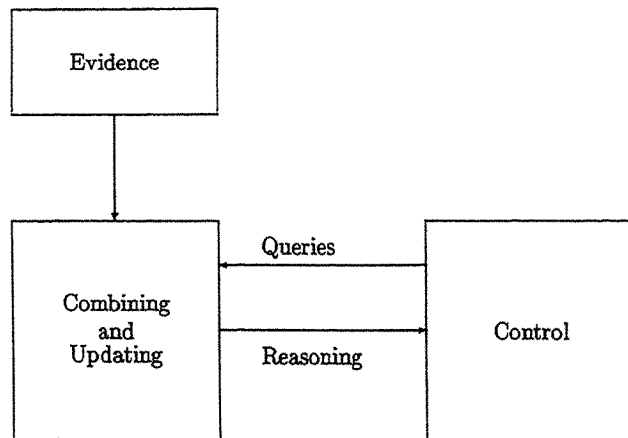 Evidence
Queries
Combining
and
Updating
Control
Reasoning